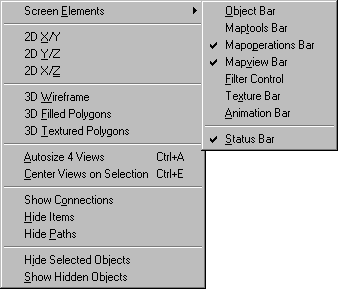 Screen Elements
2D X/Y
2D Y/Z
2D X/Z
3D Wireframe
3D Filled Polygons
3D Textured Polygons
Autosize 4 Views Ctrl+A
Center Views on Selection Ctrl+E
Show Connections
Hide Items
Hide Paths
Hide Selected Objects
Show Hidden Objects
Object Bar
Maptools Bar
Mapoperations Bar
Mapview Bar
Filter Control
Texture Bar
Animation Bar
Status Bar